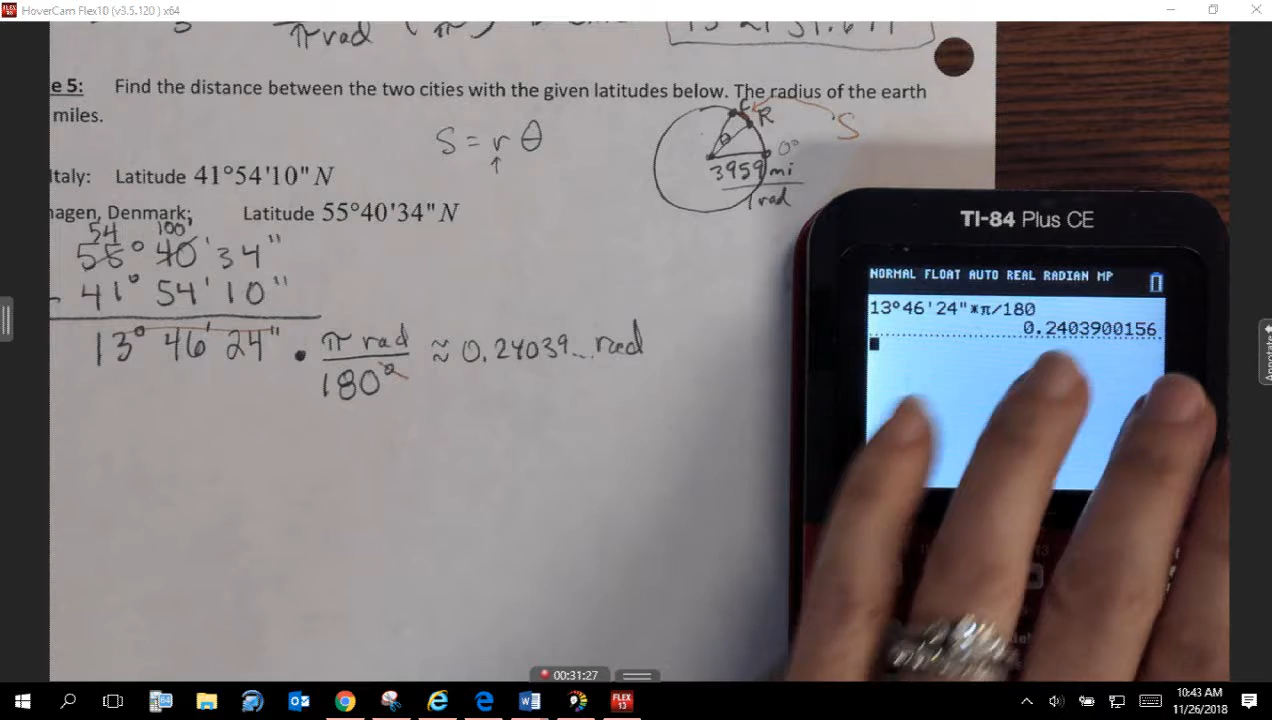 HoverCam Flex10 (v3.5.120) x64
π rad
e 5: Find the distance between the two cities with the given latitudes below. The radius of the earth
miles.
S = r θ
↑
R
S
θ
0°
3959 mi
1 rad
Italy: Latitude 41°54'10" N
hagen, Denmark; Latitude 55°40'34" N
54 100
55° 40' 34"
- 41° 54' 10"
13° 46' 24" · π rad / 180° ≈ 0.24039... rad
TI-84 Plus CE
NORMAL FLOAT AUTO REAL RADIAN MP
13°46'24"*π/180
0.2403900156
00:31:27
10:43 AM
11/26/2018
FLEX
13